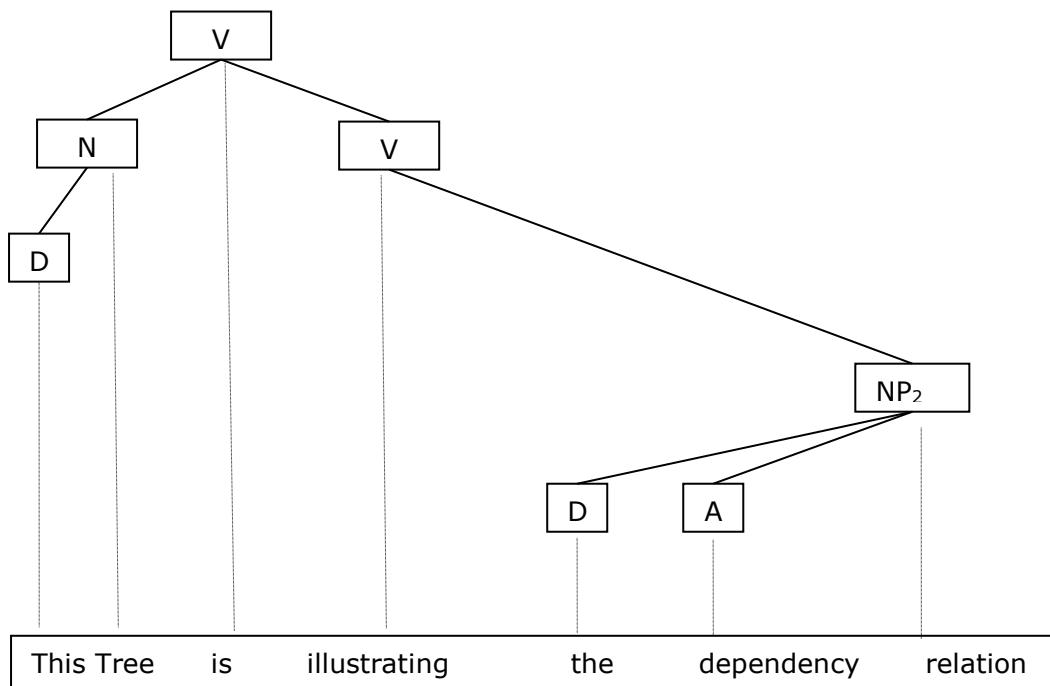 V
N V
D
NP₂
D A
This Tree is illustrating the dependency relation